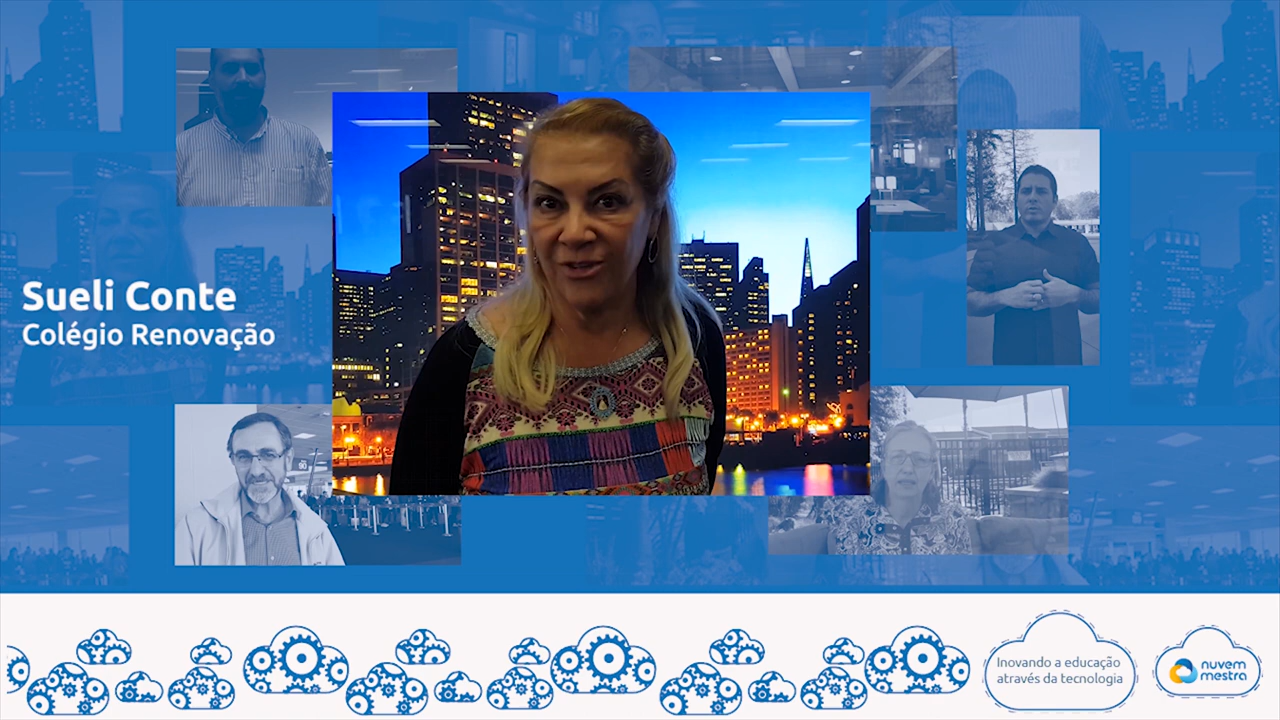 Sueli Conte
Colégio Renovação
Inovando a educação
através da tecnologia
nuvem
mestra